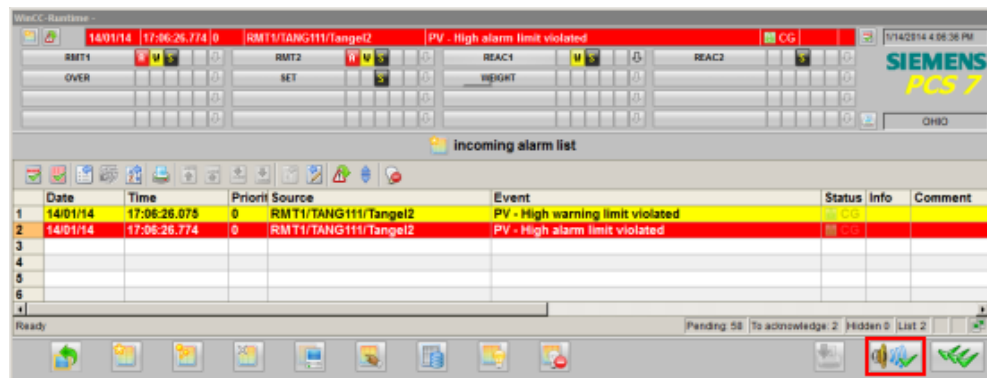 WinCC-Runtime -
14/01/14 17:06:26.774 0 RMT1/TANG111/Tangel2 PV - High alarm limit violated CG 1/14/2014 4:06:36 PM
RMT1 A W S RMT2 A W S REAC1 W S REAC2 S
SIEMENS
OVER SET S WEIGHT
PCS 7
OHIO
incoming alarm list
Date Time Priorit Source Event Status Info Comment
1 14/01/14 17:06:26.075 0 RMT1/TANG111/Tangel2 PV - High warning limit violated CG
2 14/01/14 17:06:26.774 0 RMT1/TANG111/Tangel2 PV - High alarm limit violated CG
3
4
5
6
Ready Pending: 58 To acknowledge: 2 Hidden 0 List 2